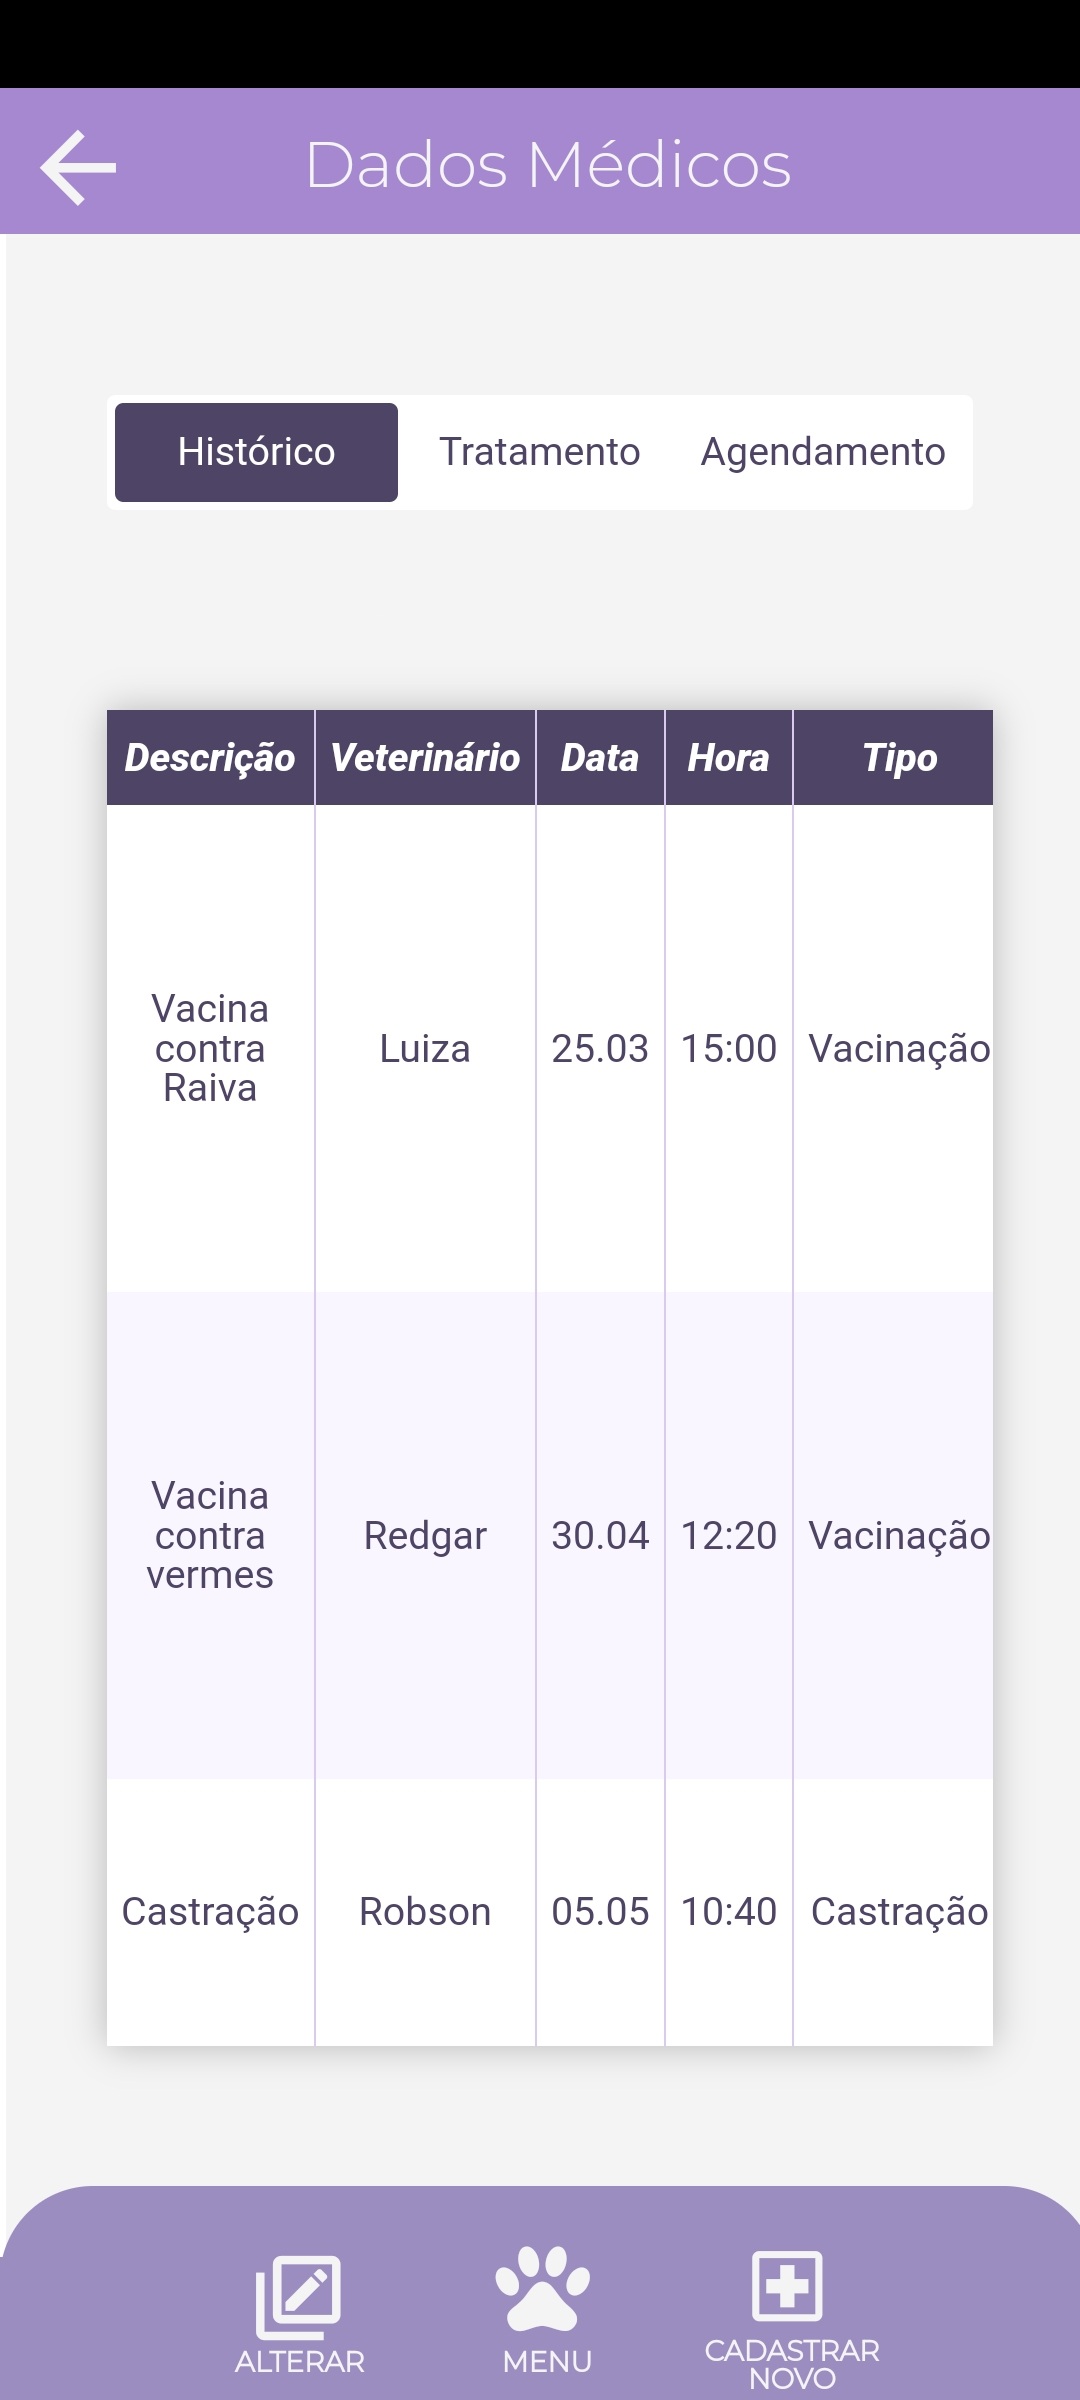 Dados Médicos
Histórico Tratamento Agendamento
Descrição Veterinário Data Hora Tipo
Vacina
contra
Raiva
Luiza 25.03 15:00 Vacinação
Vacina
contra
vermes
Redgar 30.04 12:20 Vacinação
Castração Robson 05.05 10:40 Castração
ALTERAR
MENU
CADASTRAR
NOVO